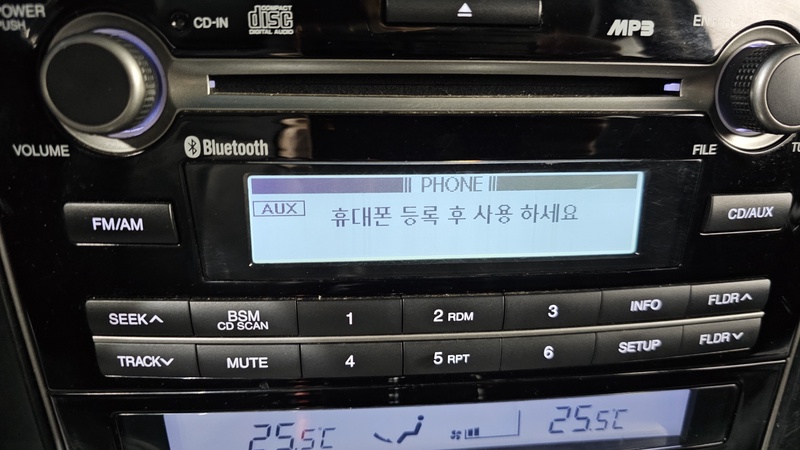 POWER
PUSH
CD-IN
COMPACT
disc
DIGITAL AUDIO
MP3
VOLUME
Bluetooth
FILE
PHONE
AUX
휴대폰 등록 후 사용 하세요
FM/AM
CD/AUX
SEEK
BSM
CD SCAN
1
2 RDM
3
INFO
FLDR
TRACK
MUTE
4
5 RPT
6
SETUP
FLDR
25.5℃
25.5℃